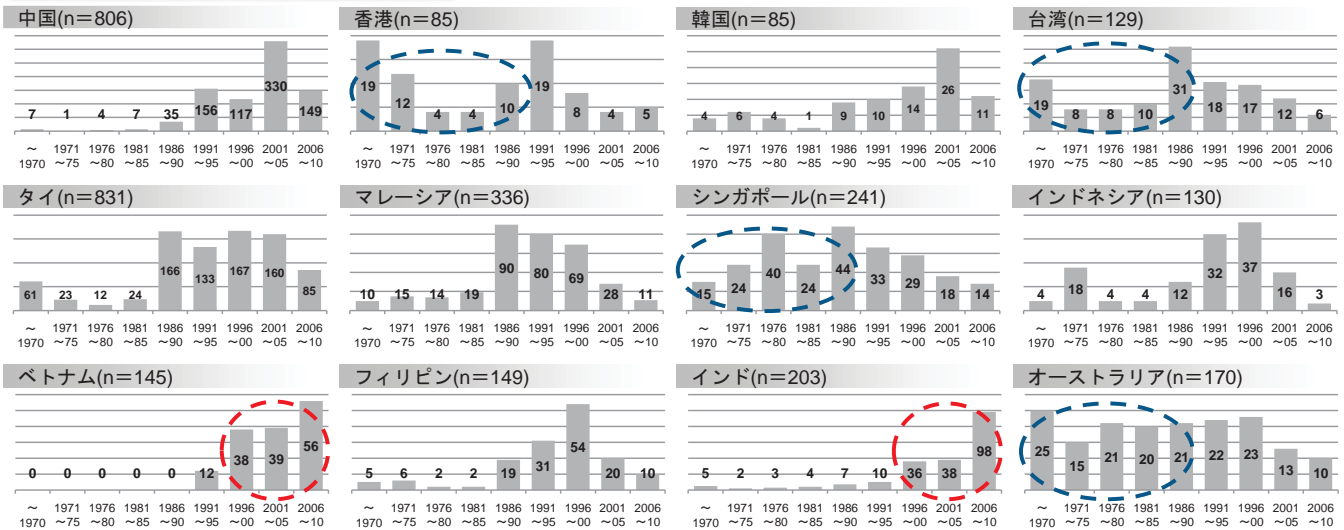 中国(n＝806)
7 1 4 7 35 156 117 330 149
～1970 1971～75 1976～80 1981～85 1986～90 1991～95 1996～00 2001～05 2006～10
香港(n＝85)
19 12 4 4 10 19 8 4 5
～1970 1971～75 1976～80 1981～85 1986～90 1991～95 1996～00 2001～05 2006～10
韓国(n＝85)
4 6 4 1 9 10 14 26 11
～1970 1971～75 1976～80 1981～85 1986～90 1991～95 1996～00 2001～05 2006～10
台湾(n＝129)
19 8 8 10 31 18 17 12 6
～1970 1971～75 1976～80 1981～85 1986～90 1991～95 1996～00 2001～05 2006～10
タイ(n＝831)
61 23 12 24 166 133 167 160 85
～1970 1971～75 1976～80 1981～85 1986～90 1991～95 1996～00 2001～05 2006～10
マレーシア(n＝336)
10 15 14 19 90 80 69 28 11
～1970 1971～75 1976～80 1981～85 1986～90 1991～95 1996～00 2001～05 2006～10
シンガポール(n＝241)
15 24 40 24 44 33 29 18 14
～1970 1971～75 1976～80 1981～85 1986～90 1991～95 1996～00 2001～05 2006～10
インドネシア(n＝130)
4 18 4 4 12 32 37 16 3
～1970 1971～75 1976～80 1981～85 1986～90 1991～95 1996～00 2001～05 2006～10
ベトナム(n＝145)
0 0 0 0 0 12 38 39 56
～1970 1971～75 1976～80 1981～85 1986～90 1991～95 1996～00 2001～05 2006～10
フィリピン(n＝149)
5 6 2 2 19 31 54 20 10
～1970 1971～75 1976～80 1981～85 1986～90 1991～95 1996～00 2001～05 2006～10
インド(n＝203)
5 2 3 4 7 10 36 38 98
～1970 1971～75 1976～80 1981～85 1986～90 1991～95 1996～00 2001～05 2006～10
オーストラリア(n＝170)
25 15 21 20 21 22 23 13 10
～1970 1971～75 1976～80 1981～85 1986～90 1991～95 1996～00 2001～05 2006～10